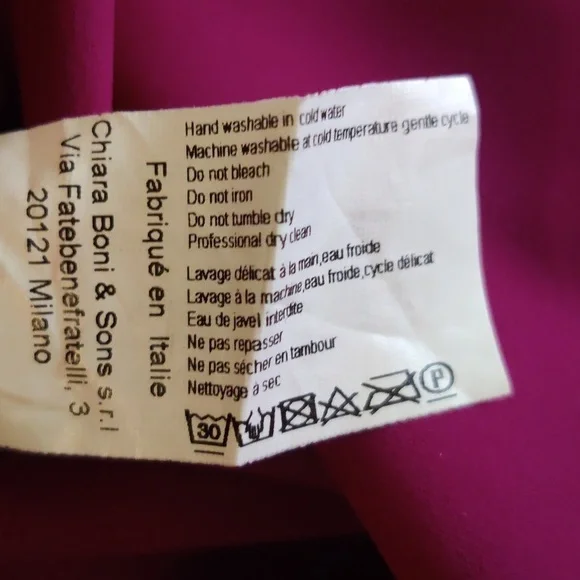 Hand washable in cold water
Machine washable at cold temperature gentle cycle
Do not bleach
Do not iron
Do not tumble dry
Professional dry clean
Lavage délicat à la main,eau froide
Lavage à la machine,eau froide,cycle délicat
Eau de javel interdite
Ne pas repasser
Ne pas sécher en tambour
Nettoyage à sec
30
P
Fabriqué en Italie
Chiara Boni & Sons s.r.l
Via Fatebenefratelli, 3
20121 Milano